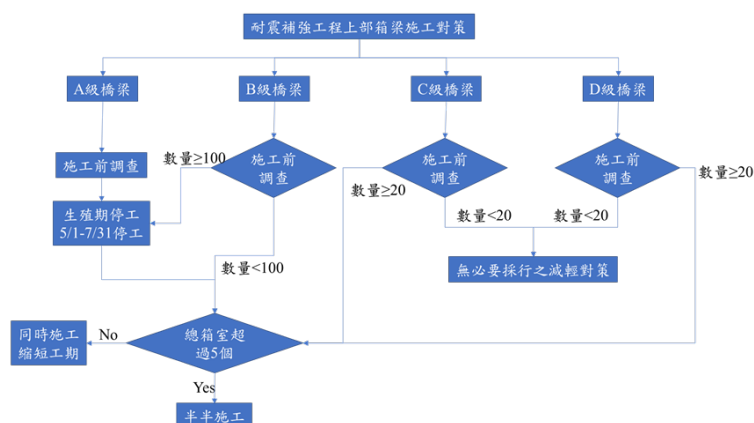 耐震補強工程上部箱梁施工對策
A級橋梁
B級橋梁
C級橋梁
D級橋梁
施工前調查
數量≥100
施工前
調查
施工前
調查
施工前
調查
數量≥20
數量≥20
生殖期停工
5/1-7/31停工
數量<20
數量<20
數量<100
無必要採行之減輕對策
同時施工
縮短工期
No
總箱室超
過5個
Yes
半半施工